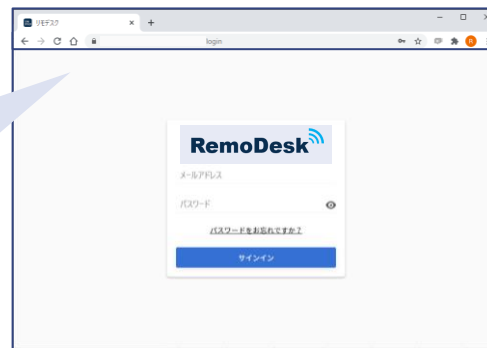 リモデスク
login
R
RemoDesk
メールアドレス
パスワード
パスワードをお忘れですか？
サインイン